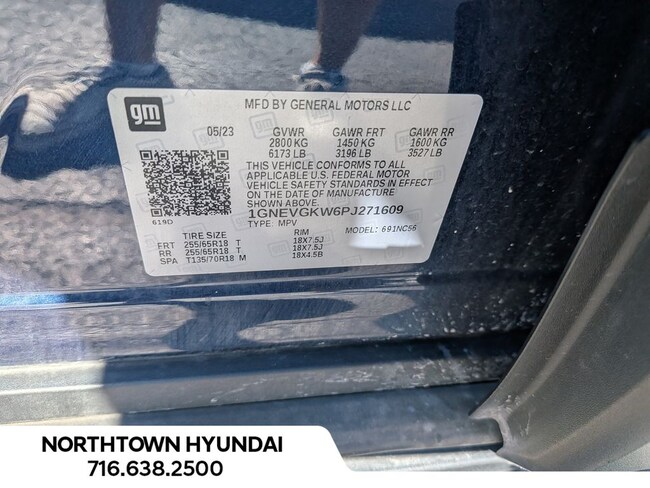 gm
MFD BY GENERAL MOTORS LLC
05/23 GVWR GAWR FRT GAWR RR
2800 KG 1450 KG 1600 KG
6173 LB 3196 LB 3527 LB
THIS VEHICLE CONFORMS TO ALL
APPLICABLE U.S. FEDERAL MOTOR
VEHICLE SAFETY STANDARDS IN EFFECT
ON THE DATE OF MANUFACTURE
SHOWN ABOVE.
1GNEVGKW6PJ271609
619D TYPE: MPV MODEL: 691NC56
TIRE SIZE RIM
FRT 255/65R18 T 18X7.5J
RR 255/65R18 T 18X7.5J
SPA T135/70R18 M 18X4.5B
NORTHTOWN HYUNDAI
716.638.2500